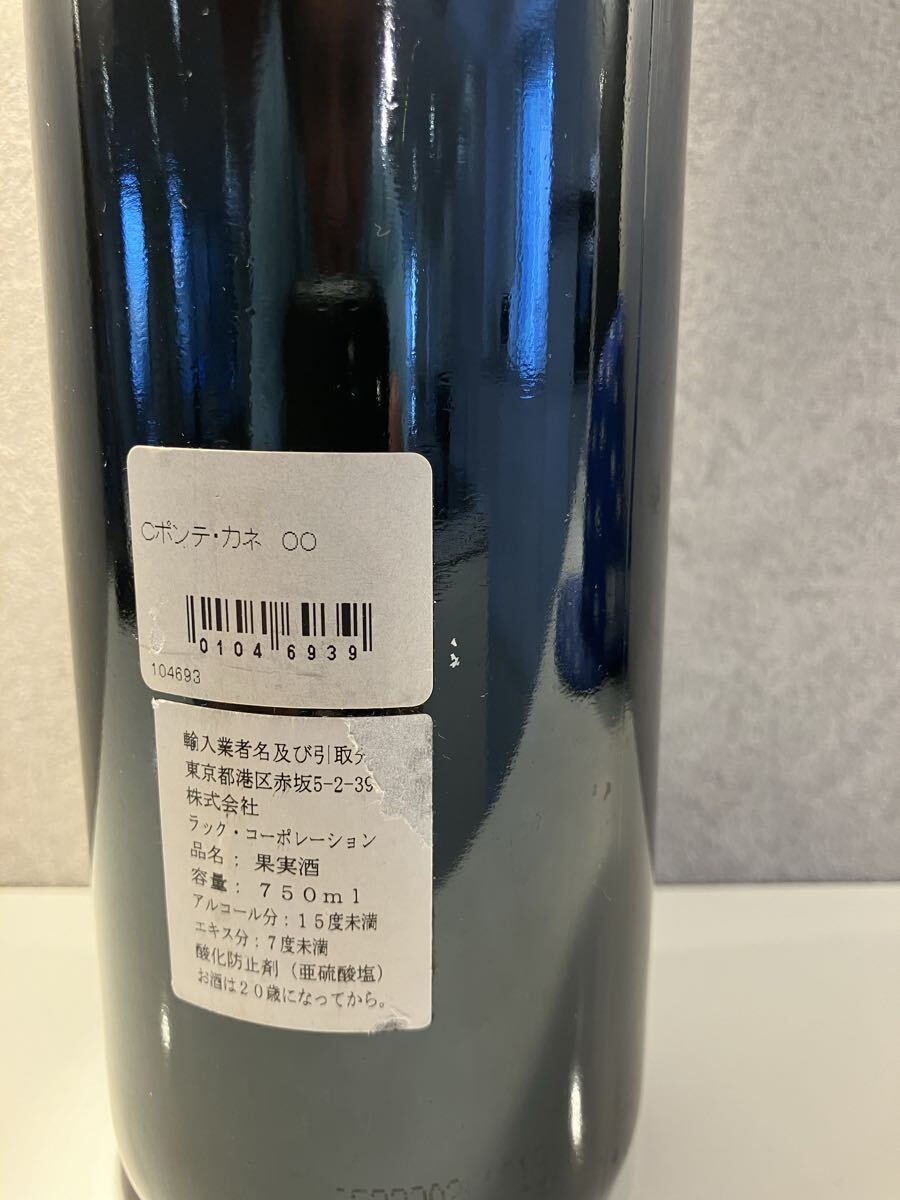 Cポンテ・カネ　00
0104 6939
104693
輸入業者名及び引取
東京都港区赤坂5-2-39
株式会社
ラック・コーポレーション
品名：果実酒
容量：７５０ｍｌ
アルコール分：１５度未満
エキス分：７度未満
酸化防止剤（亜硫酸塩）
お酒は２０歳になってから。